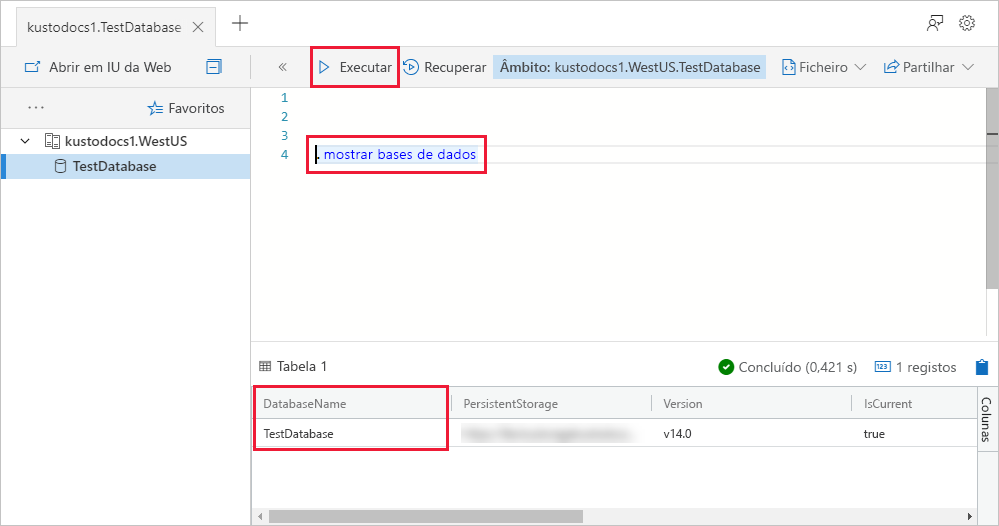 kustodocs1.TestDatabase
Abrir em IU da Web
Executar
Recuperar
Âmbito: kustodocs1.WestUS.TestDatabase
Ficheiro
Partilhar
Favoritos
kustodocs1.WestUS
TestDatabase
1
2
3
4 . mostrar bases de dados
Tabela 1
Concluído (0,421 s)
123 1 registos
DatabaseName PersistentStorage Version IsCurrent
TestDatabase v14.0 true
Colunas